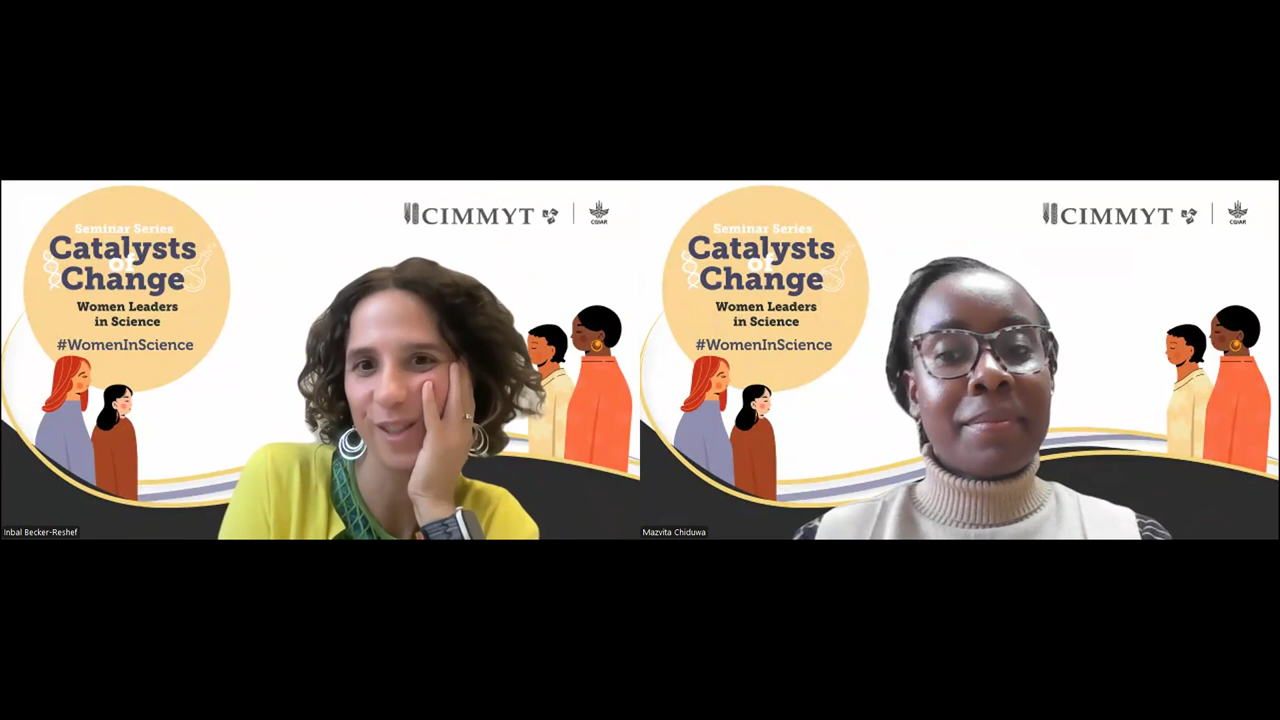 Seminar Series
Catalysts
of
Change
Women Leaders
in Science
#WomenInScience
CIMMYT
CGIAR
Inbal Becker-Reshef
Seminar Series
Catalysts
of
Change
Women Leaders
in Science
#WomenInScience
CIMMYT
CGIAR
Mazvita Chiduwa